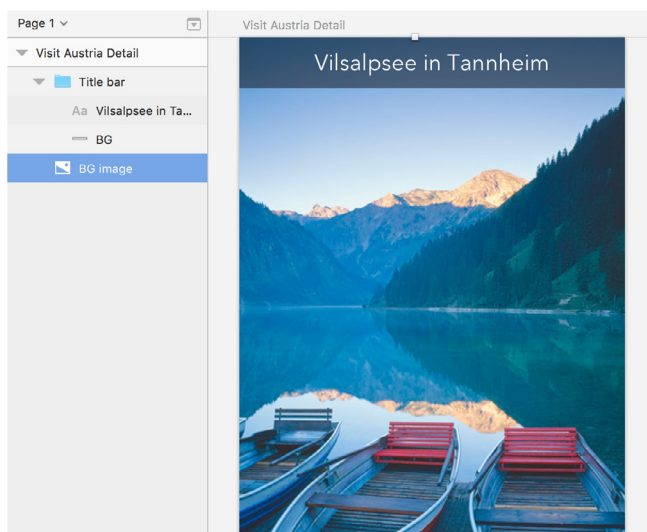 Page 1
Visit Austria Detail
Visit Austria Detail
Title bar
Aa Vilsalpsee in Ta...
BG
BG image
Vilsalpsee in Tannheim